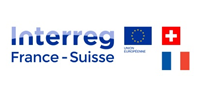 Interreg
France – Suisse
UNION EUROPÉENNE